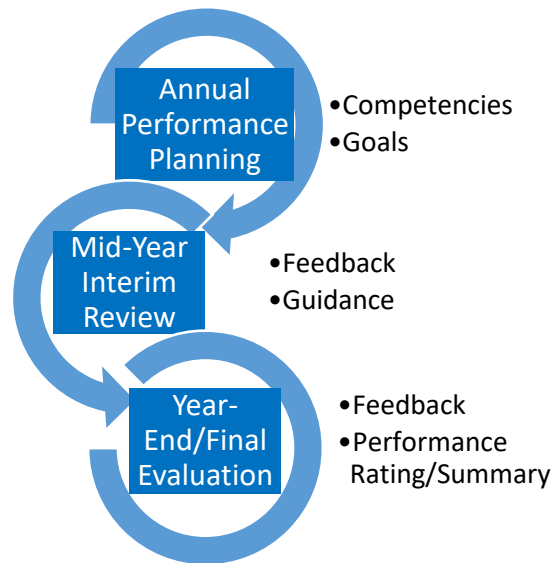 Annual
Performance
Planning
•Competencies
•Goals
Mid-Year
Interim
Review
•Feedback
•Guidance
Year-
End/Final
Evaluation
•Feedback
•Performance
Rating/Summary